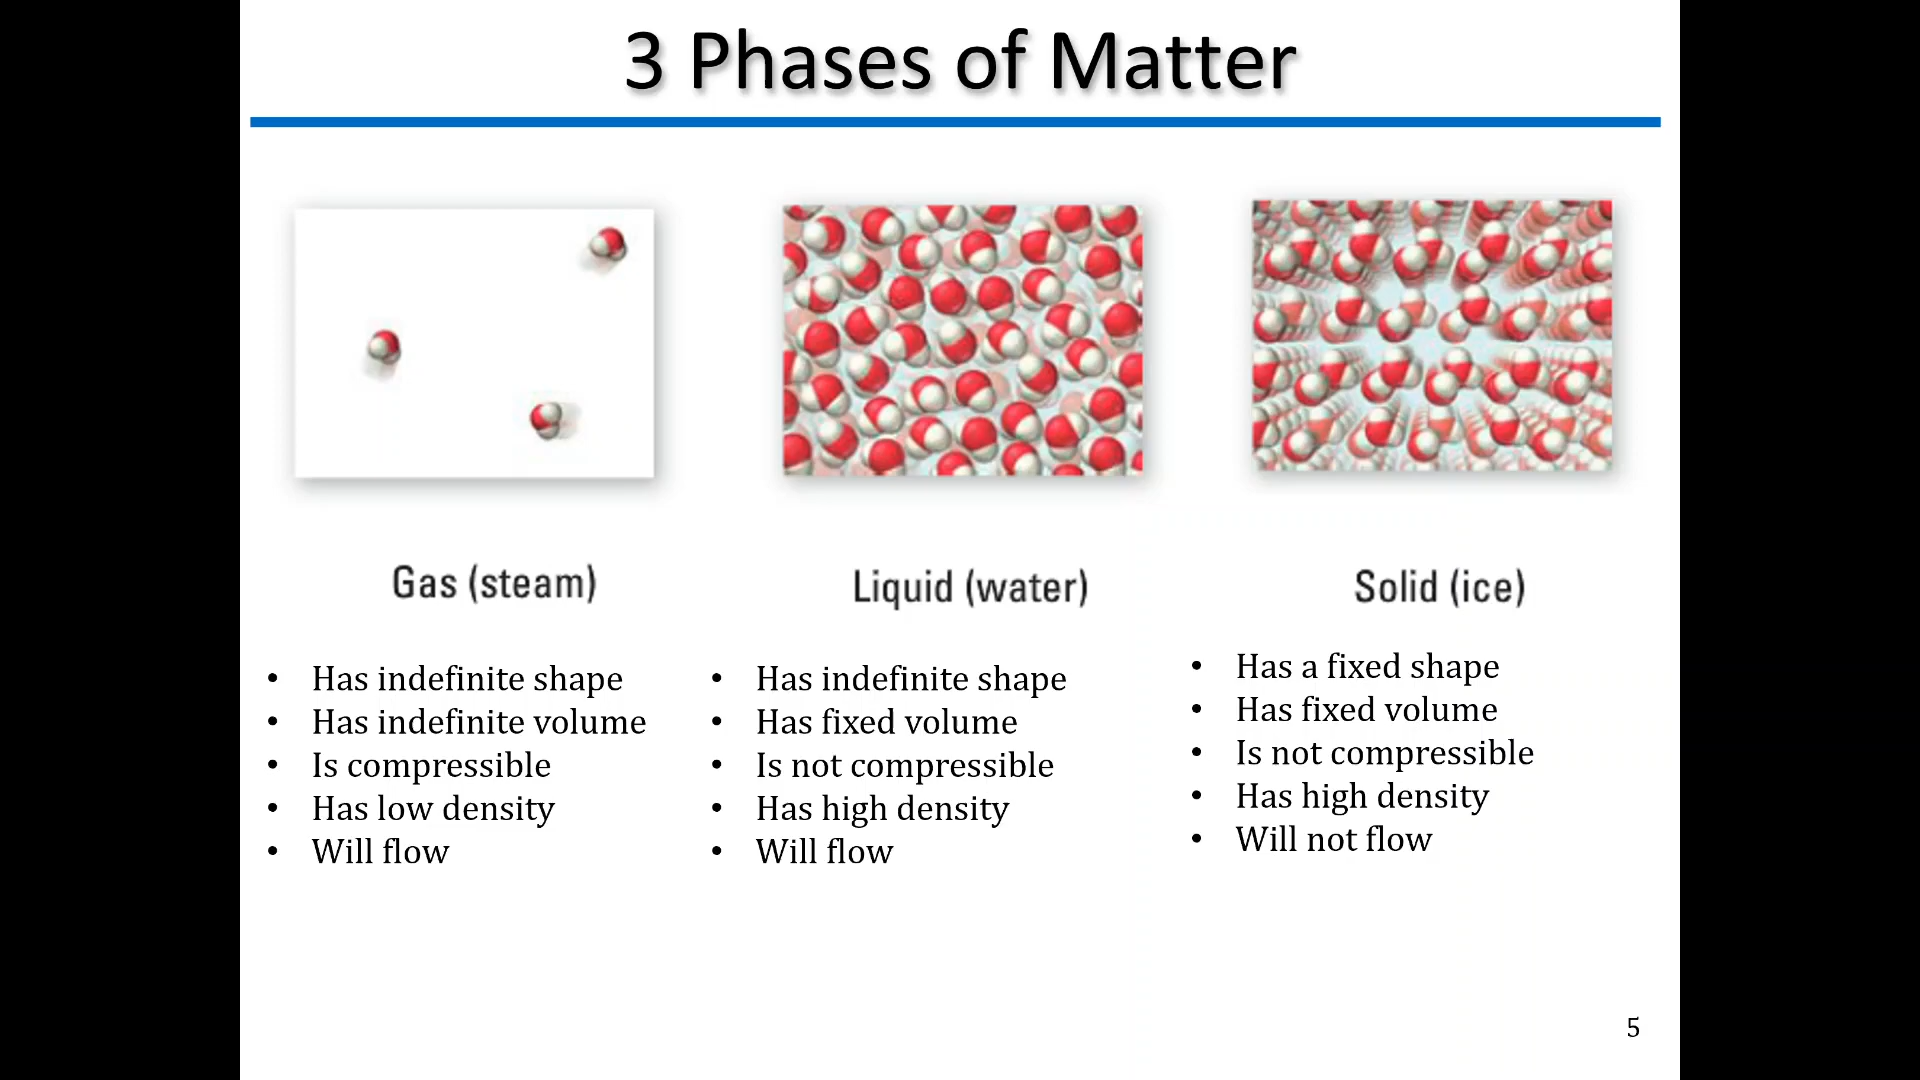 3 Phases of Matter
Gas (steam)
• Has indefinite shape
• Has indefinite volume
• Is compressible
• Has low density
• Will flow
Liquid (water)
• Has indefinite shape
• Has fixed volume
• Is not compressible
• Has high density
• Will flow
Solid (ice)
• Has a fixed shape
• Has fixed volume
• Is not compressible
• Has high density
• Will not flow
5